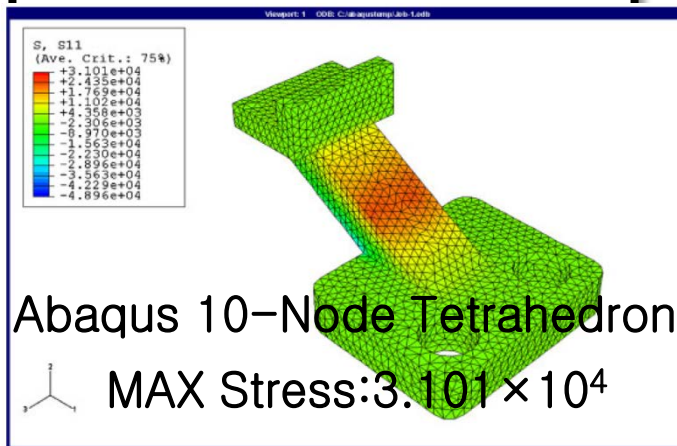 Viewport: 1 ODB: C:/abaqustemp/Job-1.odb
S, S11
(Ave. Crit.: 75%)
+3.101e+04
+2.435e+04
+1.769e+04
+1.102e+04
+4.358e+03
-2.306e+03
-8.970e+03
-1.563e+04
-2.230e+04
-2.896e+04
-3.563e+04
-4.229e+04
-4.896e+04
Abaqus 10-Node Tetrahedron
MAX Stress:3.101×10⁴
2
3
1